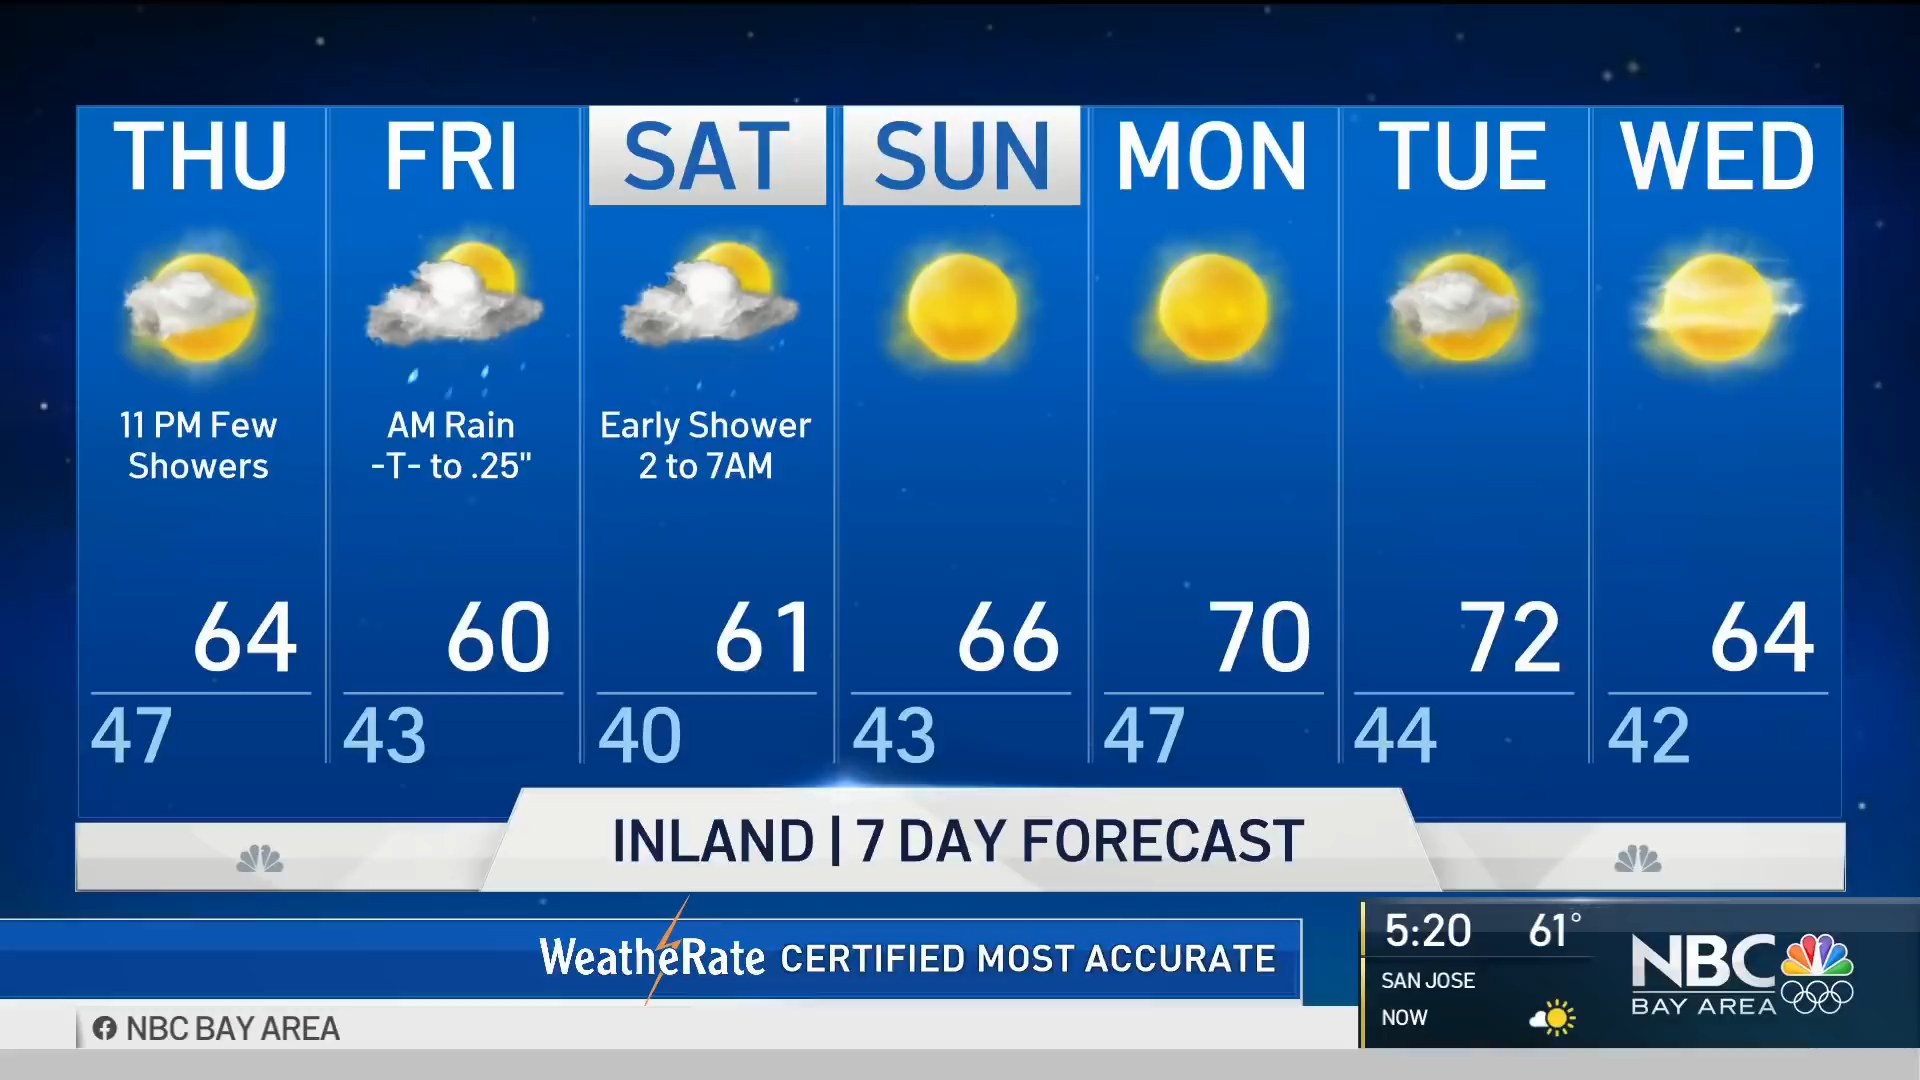 THU FRI SAT SUN MON TUE WED
11 PM Few
Showers
AM Rain
-T- to .25"
Early Shower
2 to 7AM
64 60 61 66 70 72 64
47 43 40 43 47 44 42
INLAND | 7 DAY FORECAST
WeatheRate CERTIFIED MOST ACCURATE
NBC BAY AREA
5:20 61°
SAN JOSE
NOW
NBC
BAY AREA